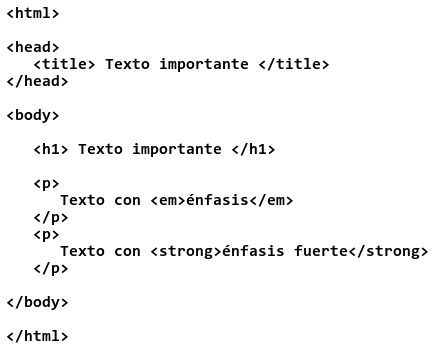 <html>
<head>
<title> Texto importante </title>
</head>
<body>
<h1> Texto importante </h1>
<p>
Texto con <em>énfasis</em>
</p>
<p>
Texto con <strong>énfasis fuerte</strong>
</p>
</body>
</html>